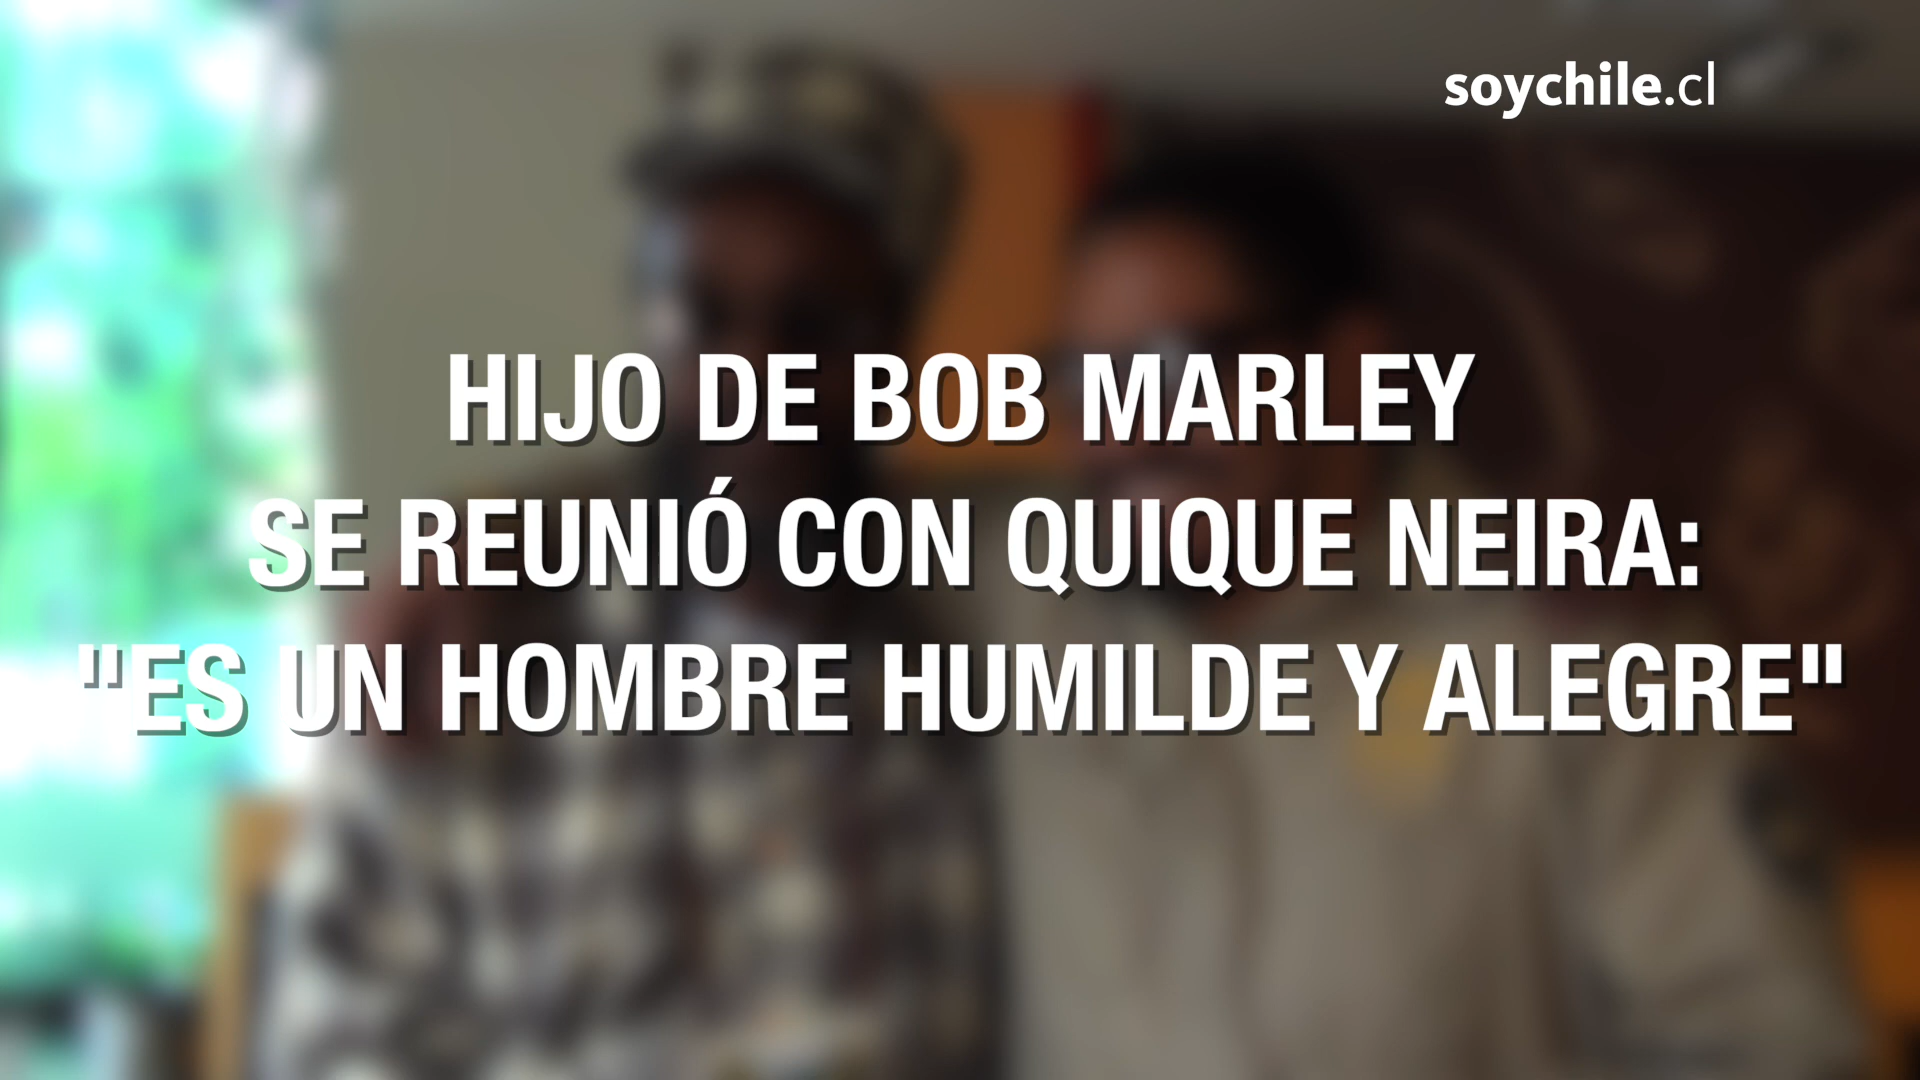 soychile.cl
HIJO DE BOB MARLEY
SE REUNIÓ CON QUIQUE NEIRA:
"ES UN HOMBRE HUMILDE Y ALEGRE"